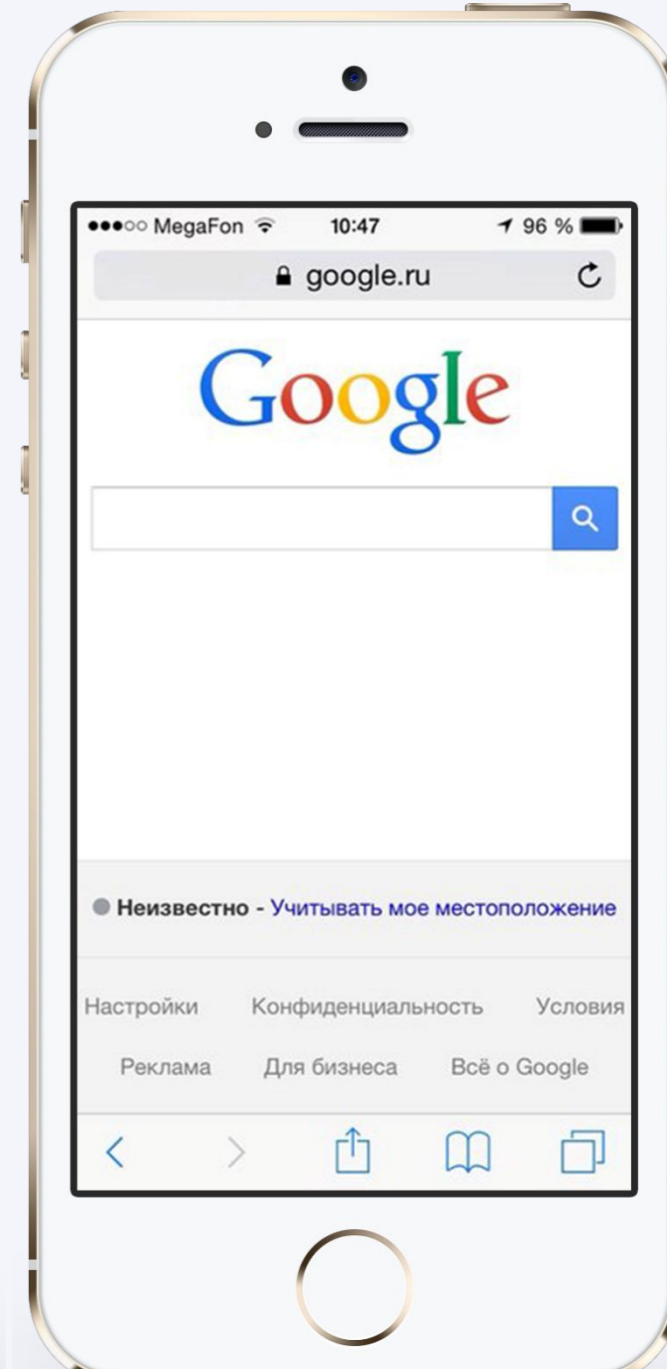 ●●●○○ MegaFon 10:47 96 %
google.ru
Google
Неизвестно - Учитывать мое местоположение
Настройки Конфиденциальность Условия
Реклама Для бизнеса Всё о Google